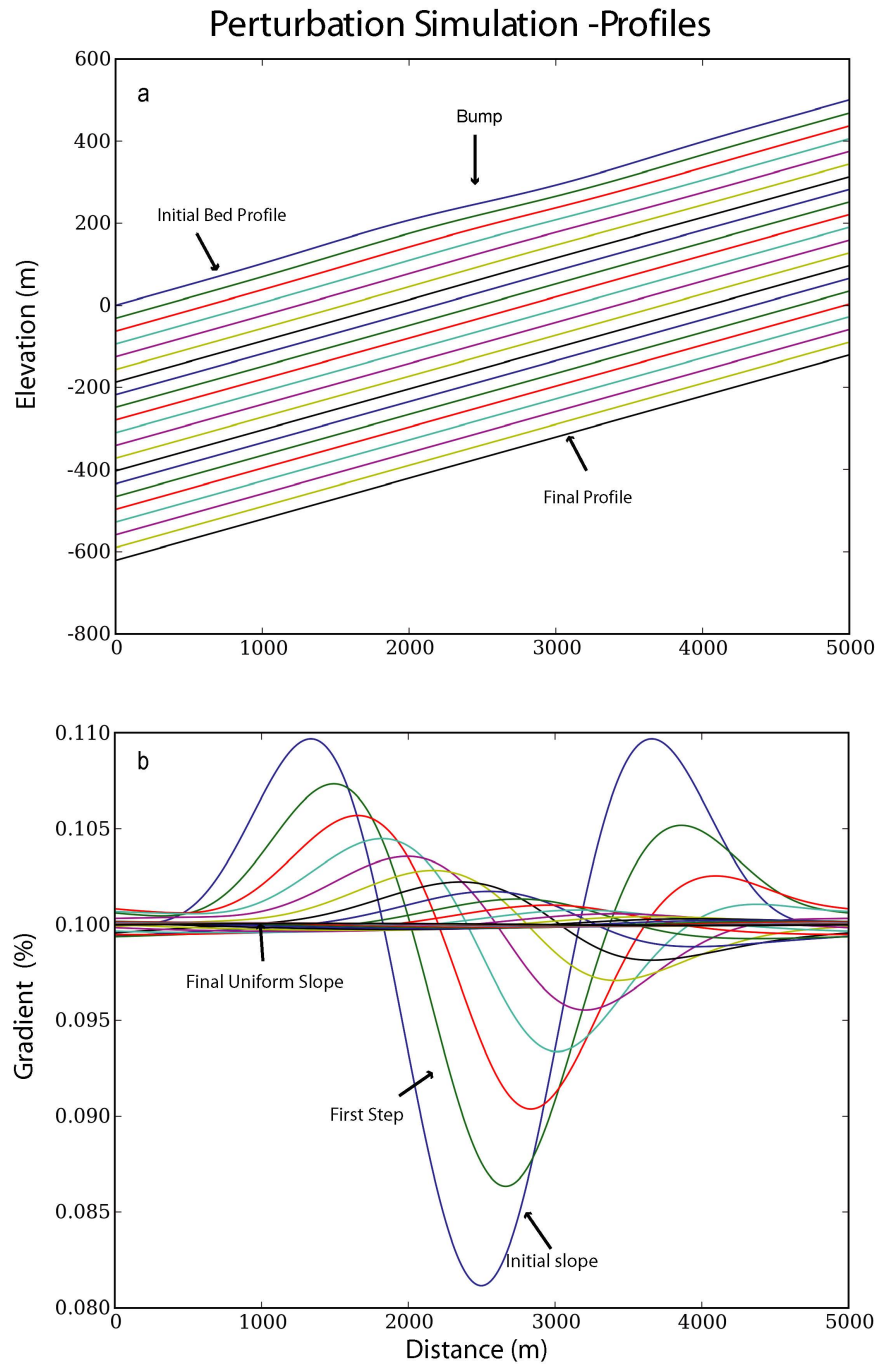 Perturbation Simulation -Profiles
600
a
Bump
400
Initial Bed Profile
200
0
-200
-400
Final Profile
-600
-800
Elevation (m)
0 1000 2000 3000 4000 5000
0.110
b
0.105
0.100
Final Uniform Slope
0.095
First Step
0.090
0.085
Initial slope
0.080
Gradient (%)
0 1000 2000 3000 4000 5000
Distance (m)